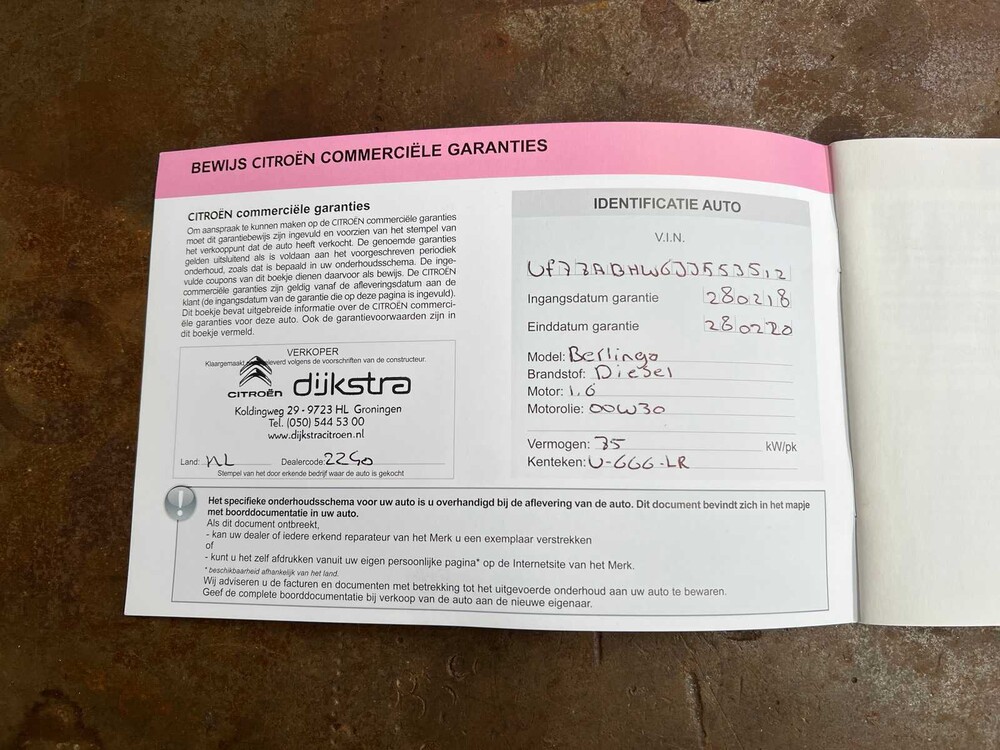 BEWIJS CITROËN COMMERCIËLE GARANTIES
CITROËN commerciële garanties
Om aanspraak te kunnen maken op de CITROËN commerciële garanties
moet dit garantiebewijs zijn ingevuld en voorzien van het stempel van
het verkooppunt dat de auto heeft verkocht. De genoemde garanties
gelden uitsluitend als is voldaan aan het voorgeschreven periodiek
onderhoud, zoals dat is bepaald in uw onderhoudsschema. De inge-
vulde coupons van dit boekje dienen daarvoor als bewijs. De CITROËN
commerciële garanties zijn geldig vanaf de afleveringsdatum aan de
klant (de ingangsdatum van de garantie die op deze pagina is ingevuld).
Dit boekje bevat uitgebreide informatie over de CITROËN commerci-
ële garanties voor deze auto. Ook de garantievoorwaarden zijn in
dit boekje vermeld.
VERKOPER
Klaargemaakt leverd volgens de voorschriften van de constructeur.
CITROËN dijkstra
Koldingweg 29 - 9723 HL Groningen
Tel. (050) 544 53 00
www.dijkstracitroen.nl
Land: NL Dealercode: 2240
Stempel van het door erkende bedrijf waar de auto is gekocht
IDENTIFICATIE AUTO
V.I.N.
Uf77ABHW6JJ553512
Ingangsdatum garantie 280218
Einddatum garantie 280220
Model: Berlingo
Brandstof: Diesel
Motor: 1.6
Motorolie: 00W30
Vermogen: 75 kW/pk
Kenteken: V-666-LR
Het specifieke onderhoudsschema voor uw auto is u overhandigd bij de aflevering van de auto. Dit document bevindt zich in het mapje
met boorddocumentatie in uw auto.
Als dit document ontbreekt,
- kan uw dealer of iedere erkend reparateur van het Merk u een exemplaar verstrekken
of
- kunt u het zelf afdrukken vanuit uw eigen persoonlijke pagina* op de Internetsite van het Merk.
* beschikbaarheid afhankelijk van het land.
Wij adviseren u de facturen en documenten met betrekking tot het uitgevoerde onderhoud aan uw auto te bewaren.
Geef de complete boorddocumentatie bij verkoop van de auto aan de nieuwe eigenaar.